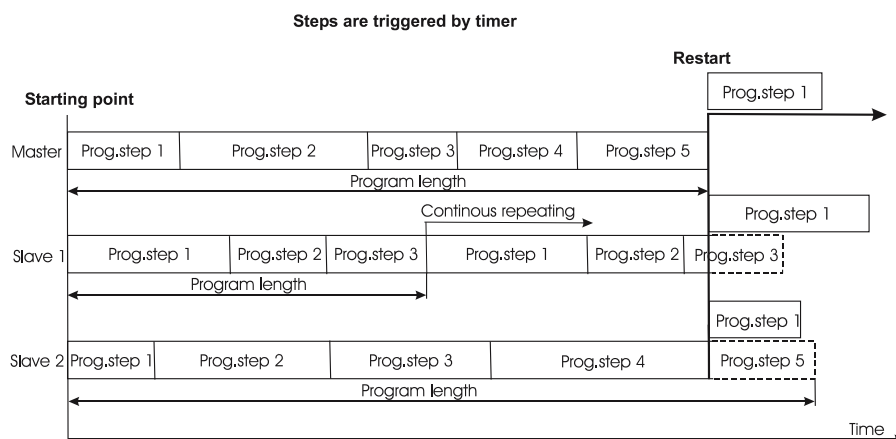 Steps are triggered by timer
Restart
Prog.step 1
Starting point
Master
Prog.step 1 Prog.step 2 Prog.step 3 Prog.step 4 Prog.step 5
Program length
Continous repeating
Prog.step 1
Slave 1
Prog.step 1 Prog.step 2 Prog.step 3 Prog.step 1 Prog.step 2 Prog.step 3
Program length
Prog.step 1
Slave 2
Prog.step 1 Prog.step 2 Prog.step 3 Prog.step 4 Prog.step 5
Program length
Time